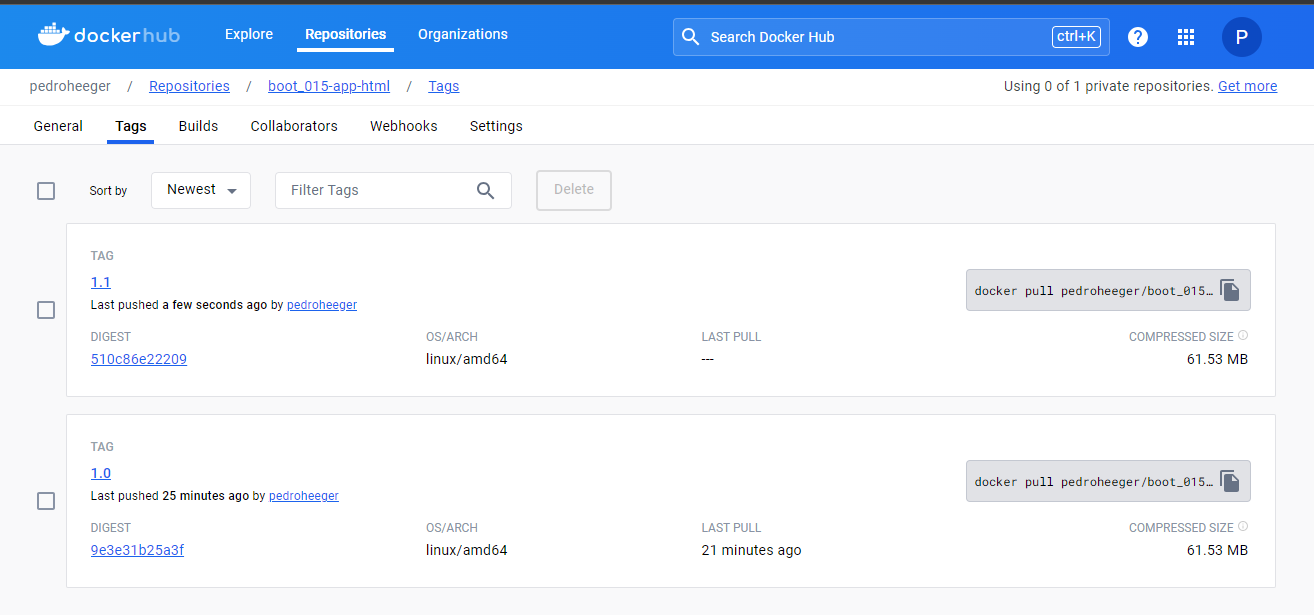 dockerhub Explore Repositories Organizations Search Docker Hub ctrl+K ? P
pedroheeger / Repositories / boot_015-app-html / Tags Using 0 of 1 private repositories. Get more
General Tags Builds Collaborators Webhooks Settings
Sort by Newest Filter Tags Delete
TAG
1.1
docker pull pedroheeger/boot_015…
Last pushed a few seconds ago by pedroheeger
DIGEST OS/ARCH LAST PULL COMPRESSED SIZE
510c86e22209 linux/amd64 --- 61.53 MB
TAG
1.0
docker pull pedroheeger/boot_015…
Last pushed 25 minutes ago by pedroheeger
DIGEST OS/ARCH LAST PULL COMPRESSED SIZE
9e3e31b25a3f linux/amd64 21 minutes ago 61.53 MB